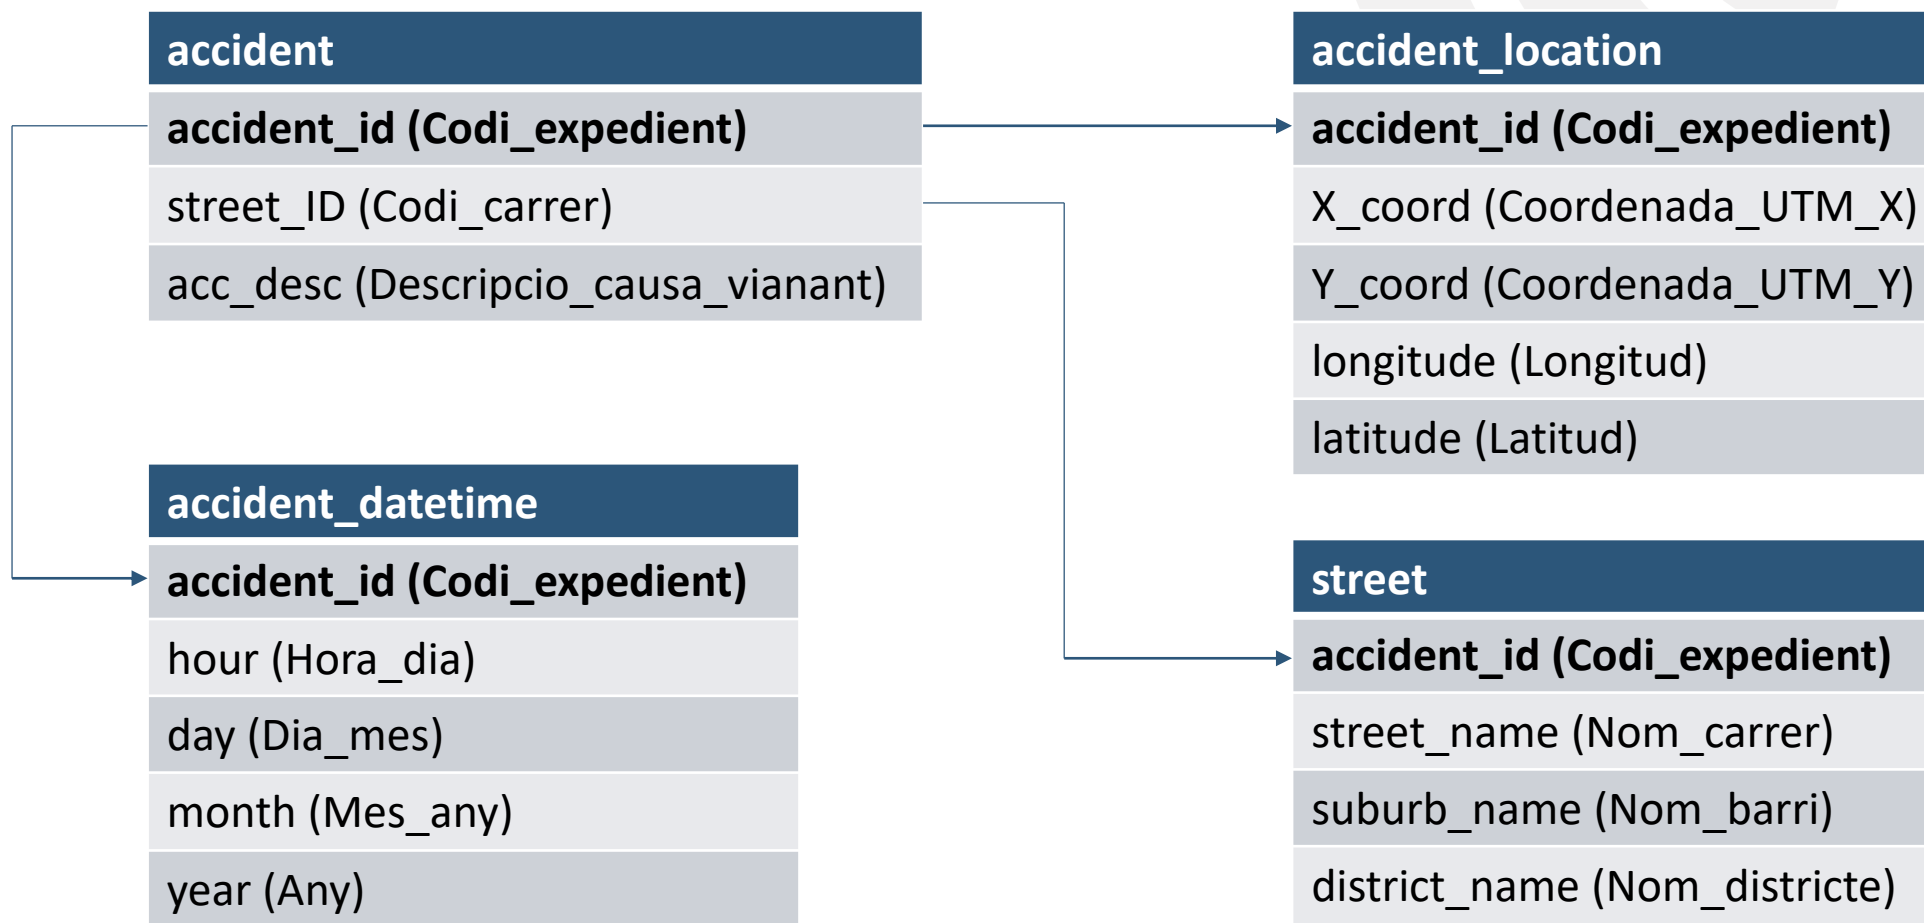 accident
accident_id (Codi_expedient)
street_ID (Codi_carrer)
acc_desc (Descripcio_causa_vianant)
accident_location
accident_id (Codi_expedient)
X_coord (Coordenada_UTM_X)
Y_coord (Coordenada_UTM_Y)
longitude (Longitud)
latitude (Latitud)
accident_datetime
accident_id (Codi_expedient)
hour (Hora_dia)
day (Dia_mes)
month (Mes_any)
year (Any)
street
accident_id (Codi_expedient)
street_name (Nom_carrer)
suburb_name (Nom_barri)
district_name (Nom_districte)